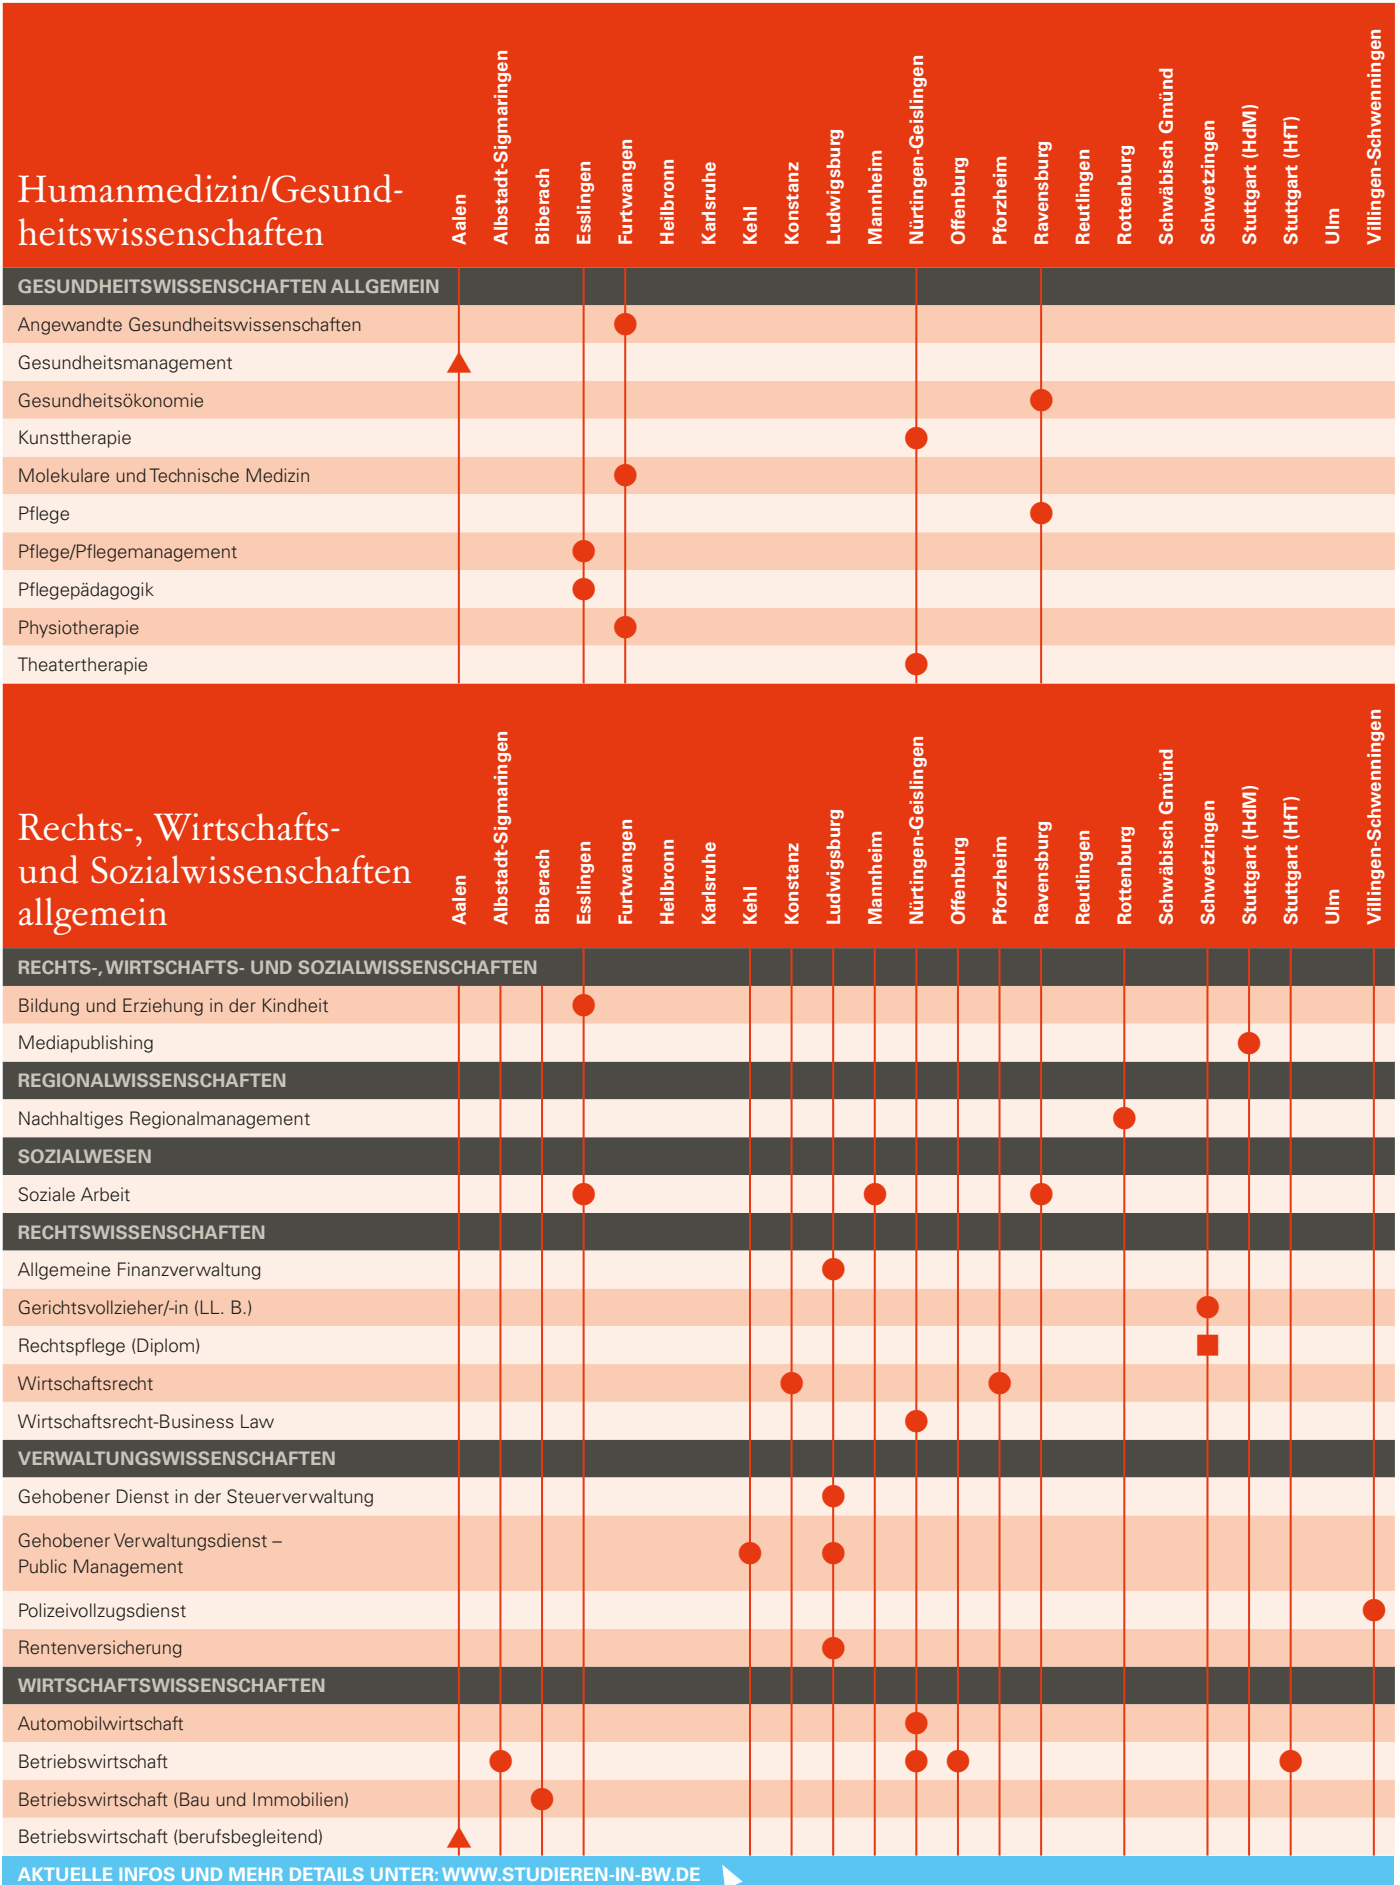 Humanmedizin/Gesund-
heitswissenschaften
Aalen
Albstadt-Sigmaringen
Biberach
Esslingen
Furtwangen
Heilbronn
Karlsruhe
Kehl
Konstanz
Ludwigsburg
Mannheim
Nürtingen-Geislingen
Offenburg
Pforzheim
Ravensburg
Reutlingen
Rottenburg
Schwäbisch Gmünd
Schwetzingen
Stuttgart (HdM)
Stuttgart (HfT)
Ulm
Villingen-Schwenningen
GESUNDHEITSWISSENSCHAFTEN ALLGEMEIN
Angewandte Gesundheitswissenschaften
Gesundheitsmanagement
Gesundheitsökonomie
Kunsttherapie
Molekulare und Technische Medizin
Pflege
Pflege/Pflegemanagement
Pflegepädagogik
Physiotherapie
Theatertherapie
Rechts-, Wirtschafts-
und Sozialwissenschaften
allgemein
Aalen
Albstadt-Sigmaringen
Biberach
Esslingen
Furtwangen
Heilbronn
Karlsruhe
Kehl
Konstanz
Ludwigsburg
Mannheim
Nürtingen-Geislingen
Offenburg
Pforzheim
Ravensburg
Reutlingen
Rottenburg
Schwäbisch Gmünd
Schwetzingen
Stuttgart (HdM)
Stuttgart (HfT)
Ulm
Villingen-Schwenningen
RECHTS-, WIRTSCHAFTS- UND SOZIALWISSENSCHAFTEN
Bildung und Erziehung in der Kindheit
Mediapublishing
REGIONALWISSENSCHAFTEN
Nachhaltiges Regionalmanagement
SOZIALWESEN
Soziale Arbeit
RECHTSWISSENSCHAFTEN
Allgemeine Finanzverwaltung
Gerichtsvollzieher/-in (LL. B.)
Rechtspflege (Diplom)
Wirtschaftsrecht
Wirtschaftsrecht-Business Law
VERWALTUNGSWISSENSCHAFTEN
Gehobener Dienst in der Steuerverwaltung
Gehobener Verwaltungsdienst –
Public Management
Polizeivollzugsdienst
Rentenversicherung
WIRTSCHAFTSWISSENSCHAFTEN
Automobilwirtschaft
Betriebswirtschaft
Betriebswirtschaft (Bau und Immobilien)
Betriebswirtschaft (berufsbegleitend)
AKTUELLE INFOS UND MEHR DETAILS UNTER: WWW.STUDIEREN-IN-BW.DE